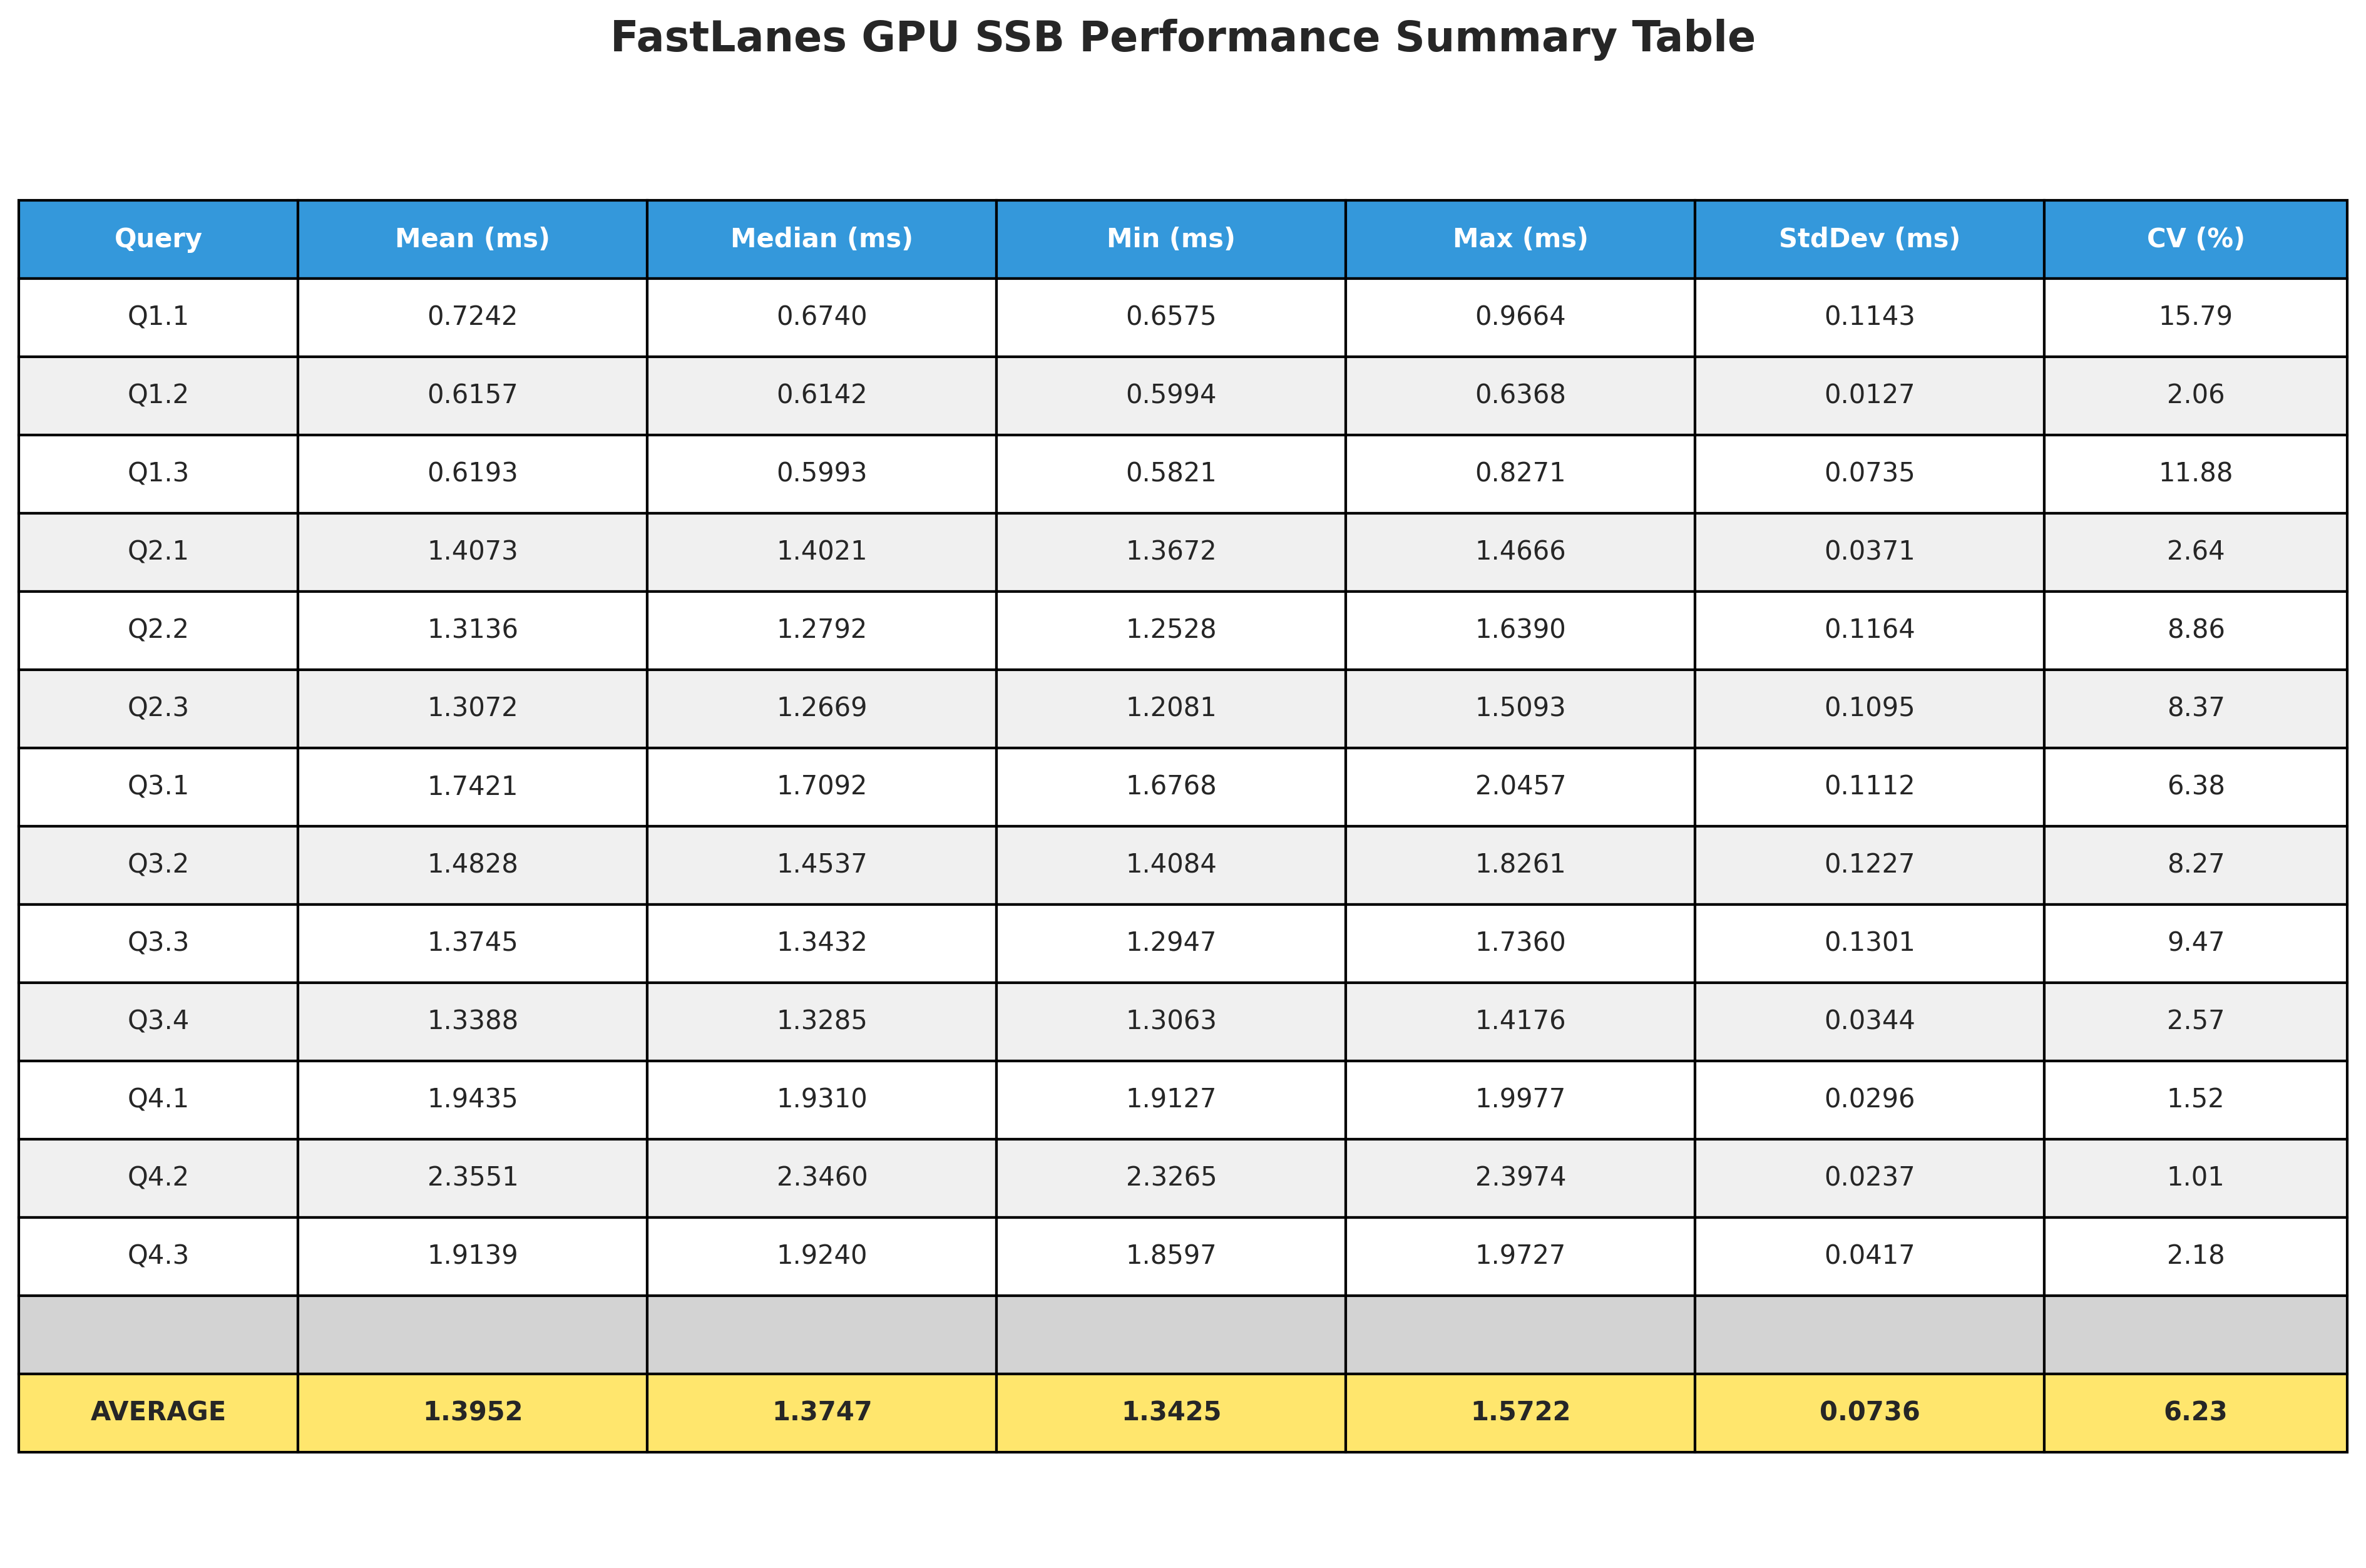 FastLanes GPU SSB Performance Summary Table
Query Mean (ms) Median (ms) Min (ms) Max (ms) StdDev (ms) CV (%)
Q1.1 0.7242 0.6740 0.6575 0.9664 0.1143 15.79
Q1.2 0.6157 0.6142 0.5994 0.6368 0.0127 2.06
Q1.3 0.6193 0.5993 0.5821 0.8271 0.0735 11.88
Q2.1 1.4073 1.4021 1.3672 1.4666 0.0371 2.64
Q2.2 1.3136 1.2792 1.2528 1.6390 0.1164 8.86
Q2.3 1.3072 1.2669 1.2081 1.5093 0.1095 8.37
Q3.1 1.7421 1.7092 1.6768 2.0457 0.1112 6.38
Q3.2 1.4828 1.4537 1.4084 1.8261 0.1227 8.27
Q3.3 1.3745 1.3432 1.2947 1.7360 0.1301 9.47
Q3.4 1.3388 1.3285 1.3063 1.4176 0.0344 2.57
Q4.1 1.9435 1.9310 1.9127 1.9977 0.0296 1.52
Q4.2 2.3551 2.3460 2.3265 2.3974 0.0237 1.01
Q4.3 1.9139 1.9240 1.8597 1.9727 0.0417 2.18
AVERAGE 1.3952 1.3747 1.3425 1.5722 0.0736 6.23